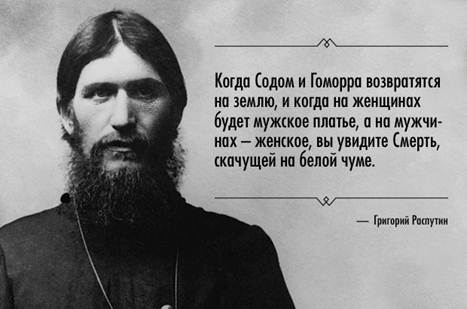 Когда Содом и Гоморра возвратятся
на землю, и когда на женщинах
будет мужское платье, а на мужчи-
нах – женское, вы увидите Смерть,
скачущей на белой чуме.
— Григорий Распутин